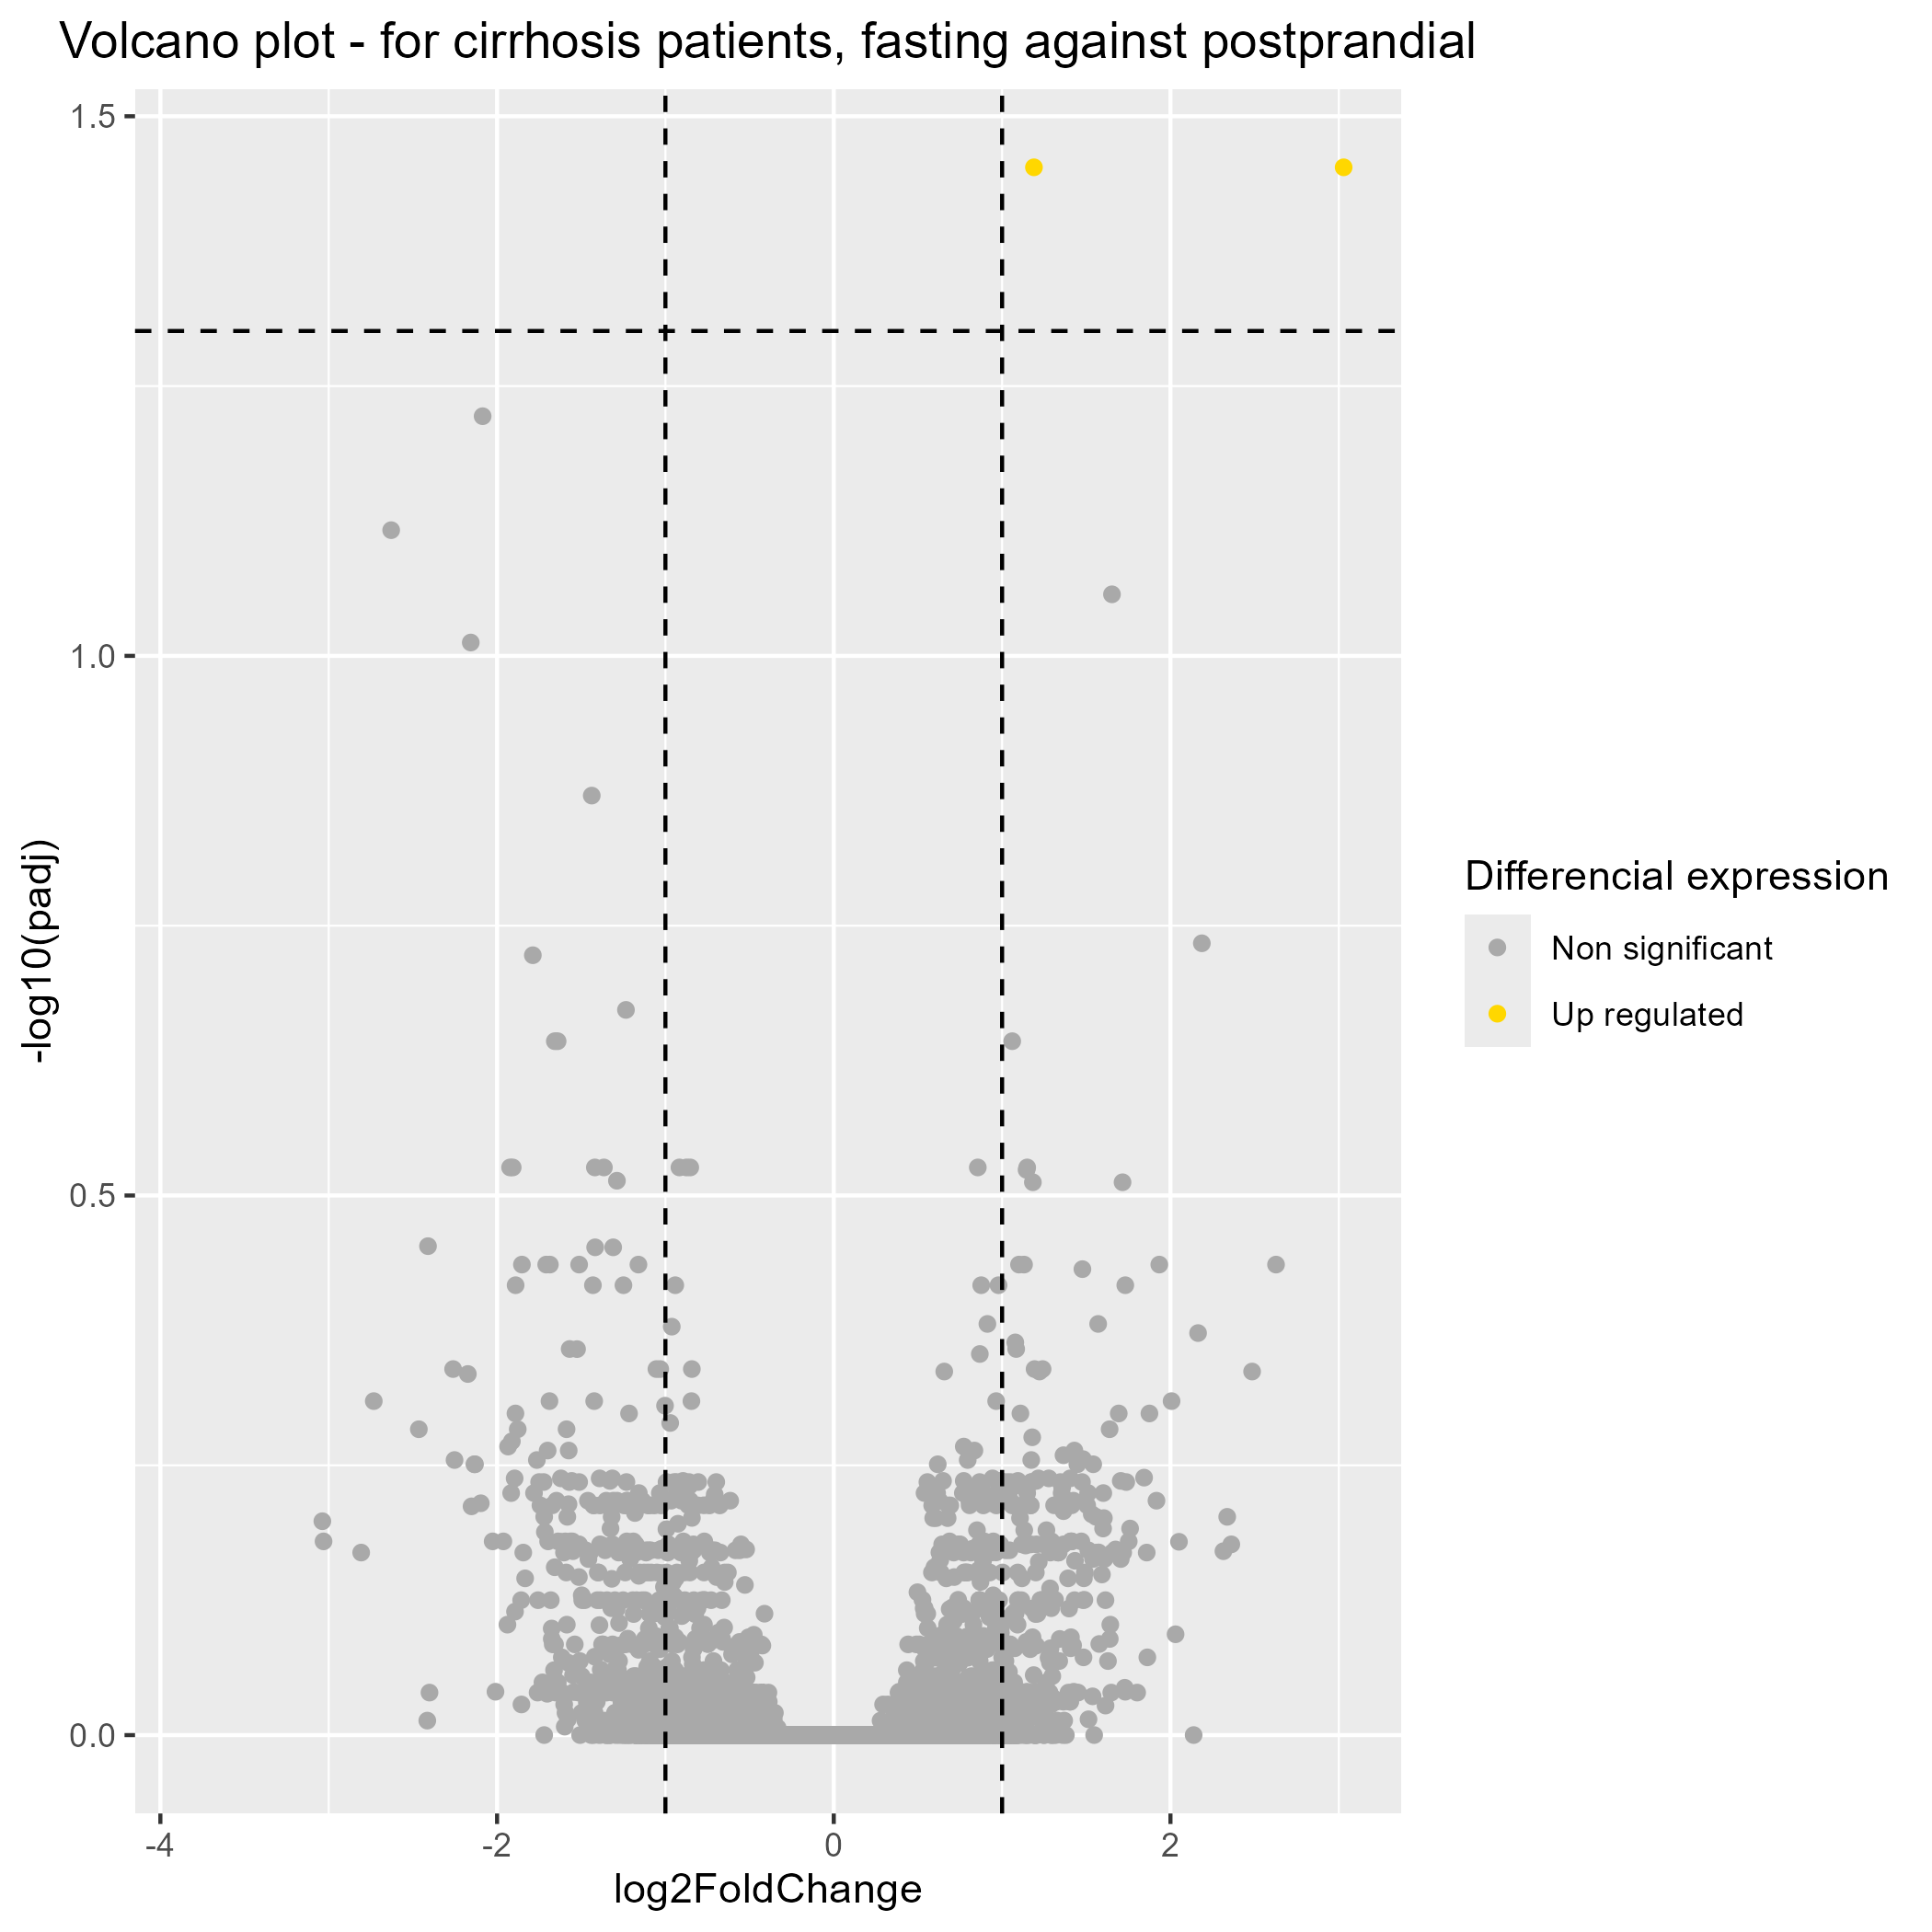 Volcano plot - for cirrhosis patients, fasting against postprandial
1.5
1.0
0.5
0.0
-log10(padj)
-4
-2
0
2
log2FoldChange
Differencial expression
Non significant
Up regulated